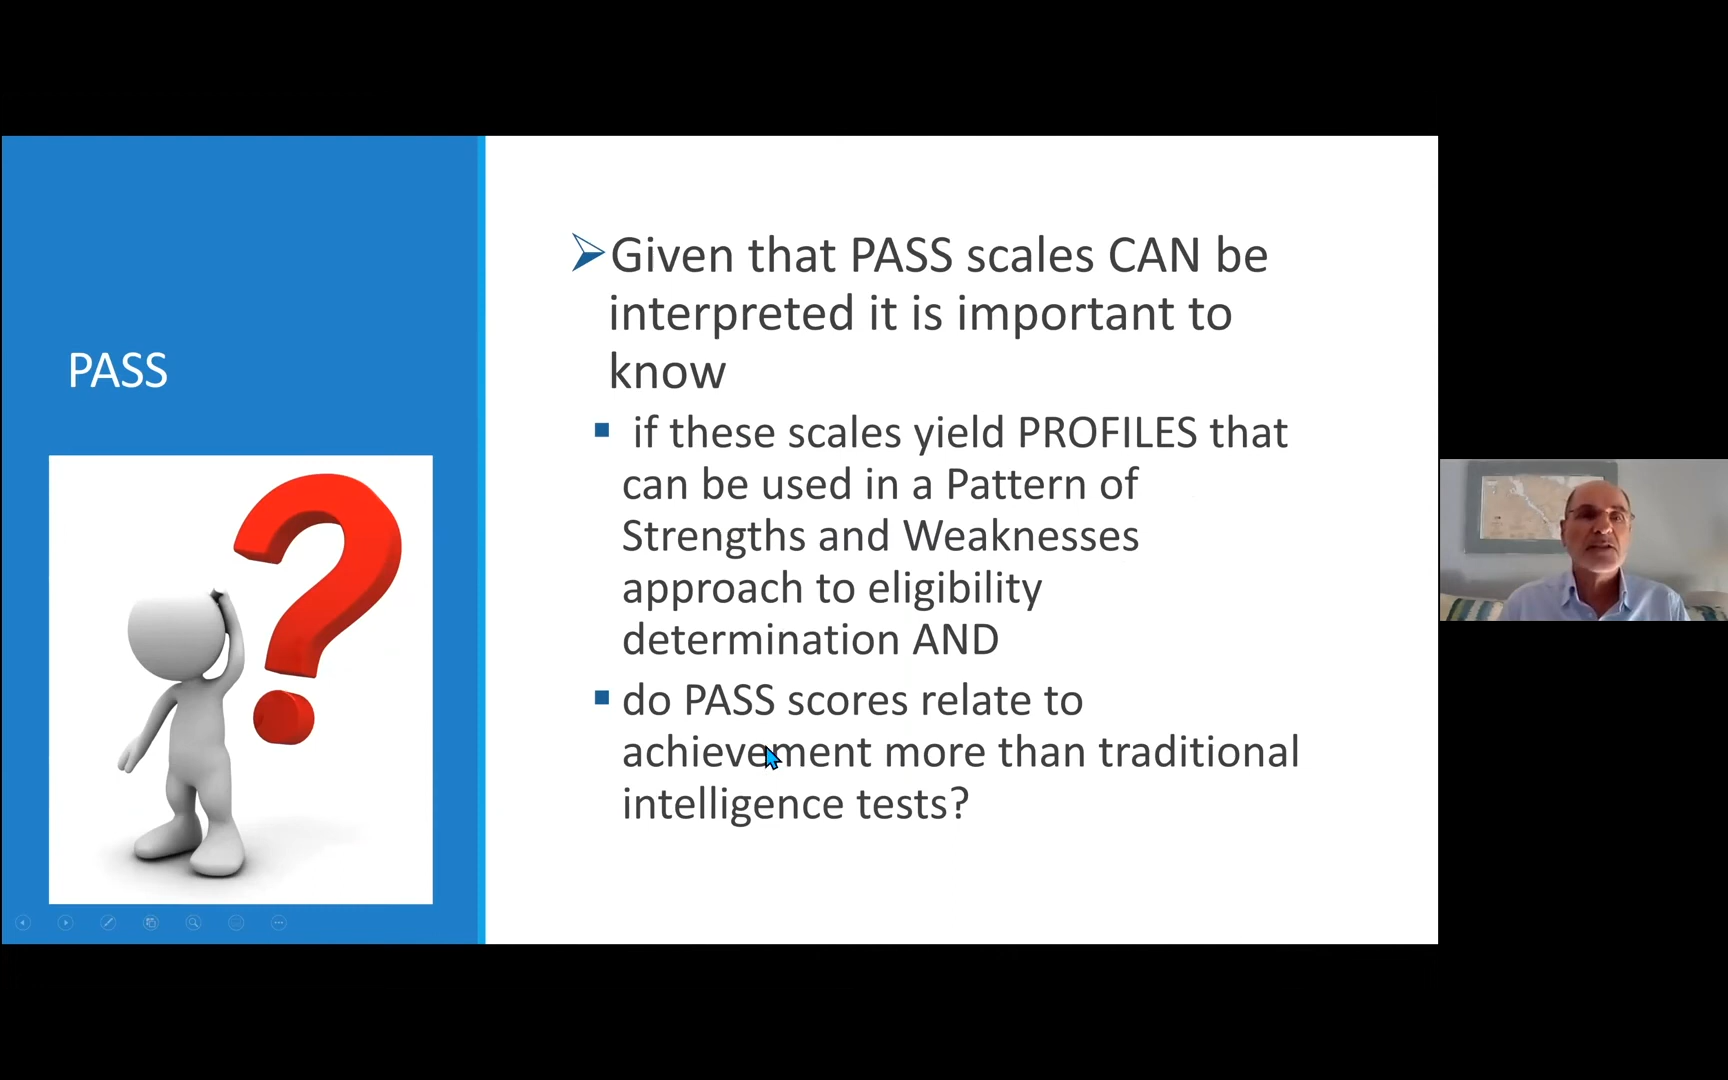 PASS
Given that PASS scales CAN be
interpreted it is important to
know
if these scales yield PROFILES that
can be used in a Pattern of
Strengths and Weaknesses
approach to eligibility
determination AND
do PASS scores relate to
achievement more than traditional
intelligence tests?